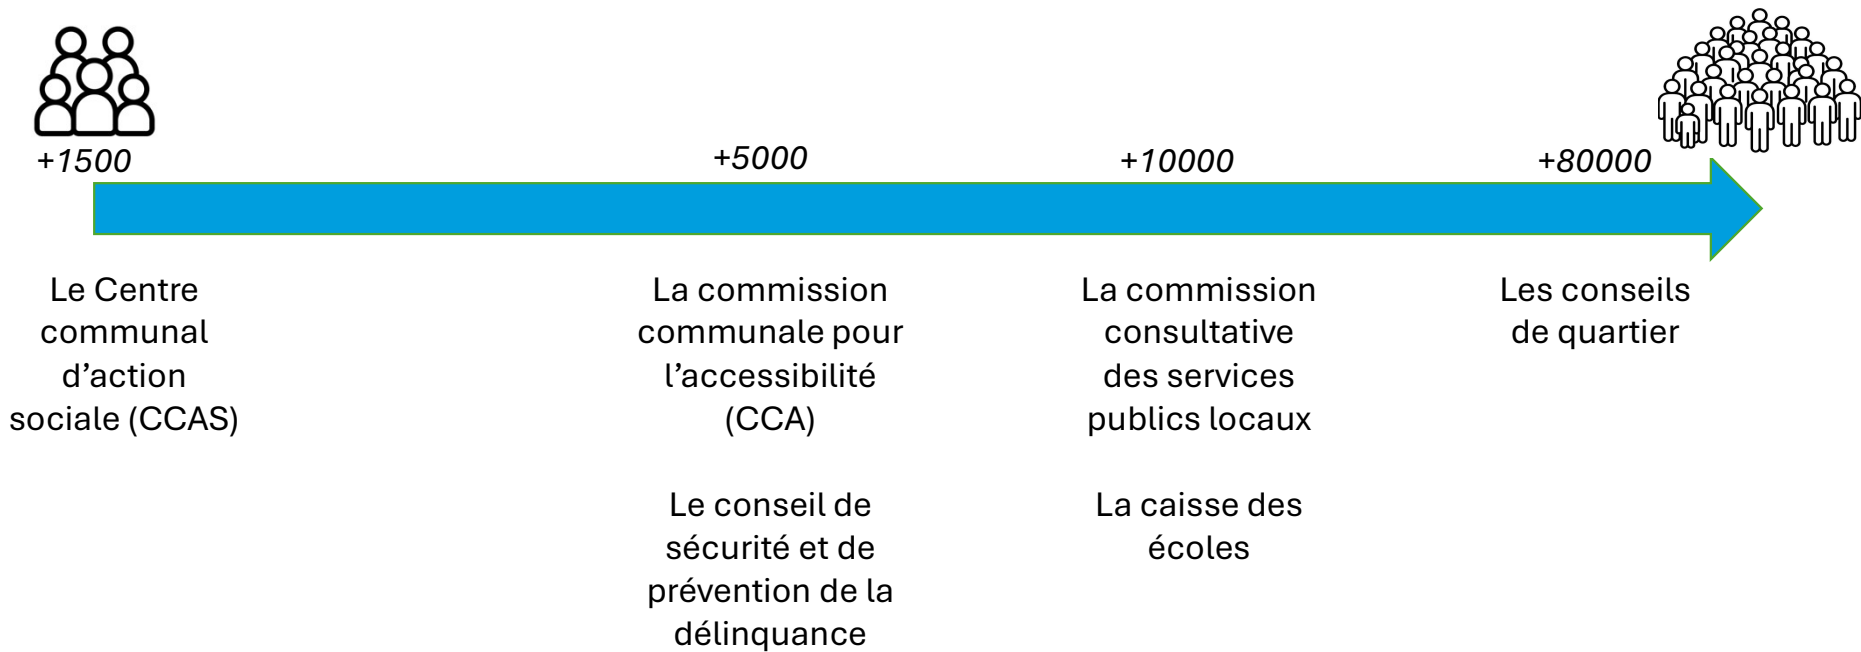 +1500
+5000
+10000
+80000
Le Centre
communal
d’action
sociale (CCAS)
La commission
communale pour
l’accessibilité
(CCA)
Le conseil de
sécurité et de
prévention de la
délinquance
La commission
consultative
des services
publics locaux
La caisse des
écoles
Les conseils
de quartier